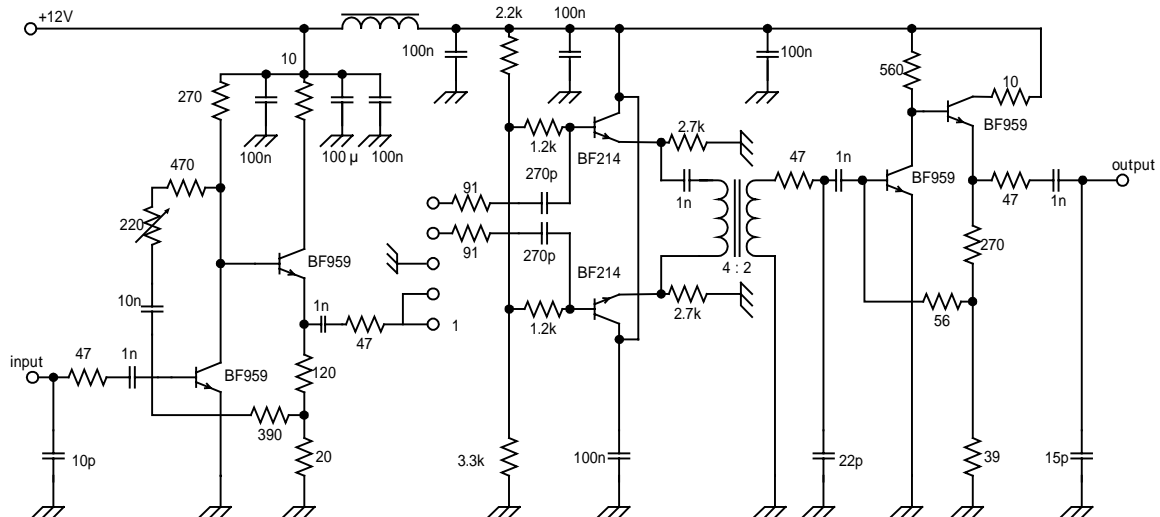 +12V
2.2k
100n
100n
100n
10
560
10
270
BF959
100n
100 µ
100n
2.7k
1.2k
BF214
470
270p
47
1n
BF959
47
1n
output
91
1n
220
91
270p
270
BF959
BF214
4 : 2
10n
1n
1.2k
2.7k
56
47
1
input
47
1n
BF959
120
390
20
10p
3.3k
100n
22p
39
15p